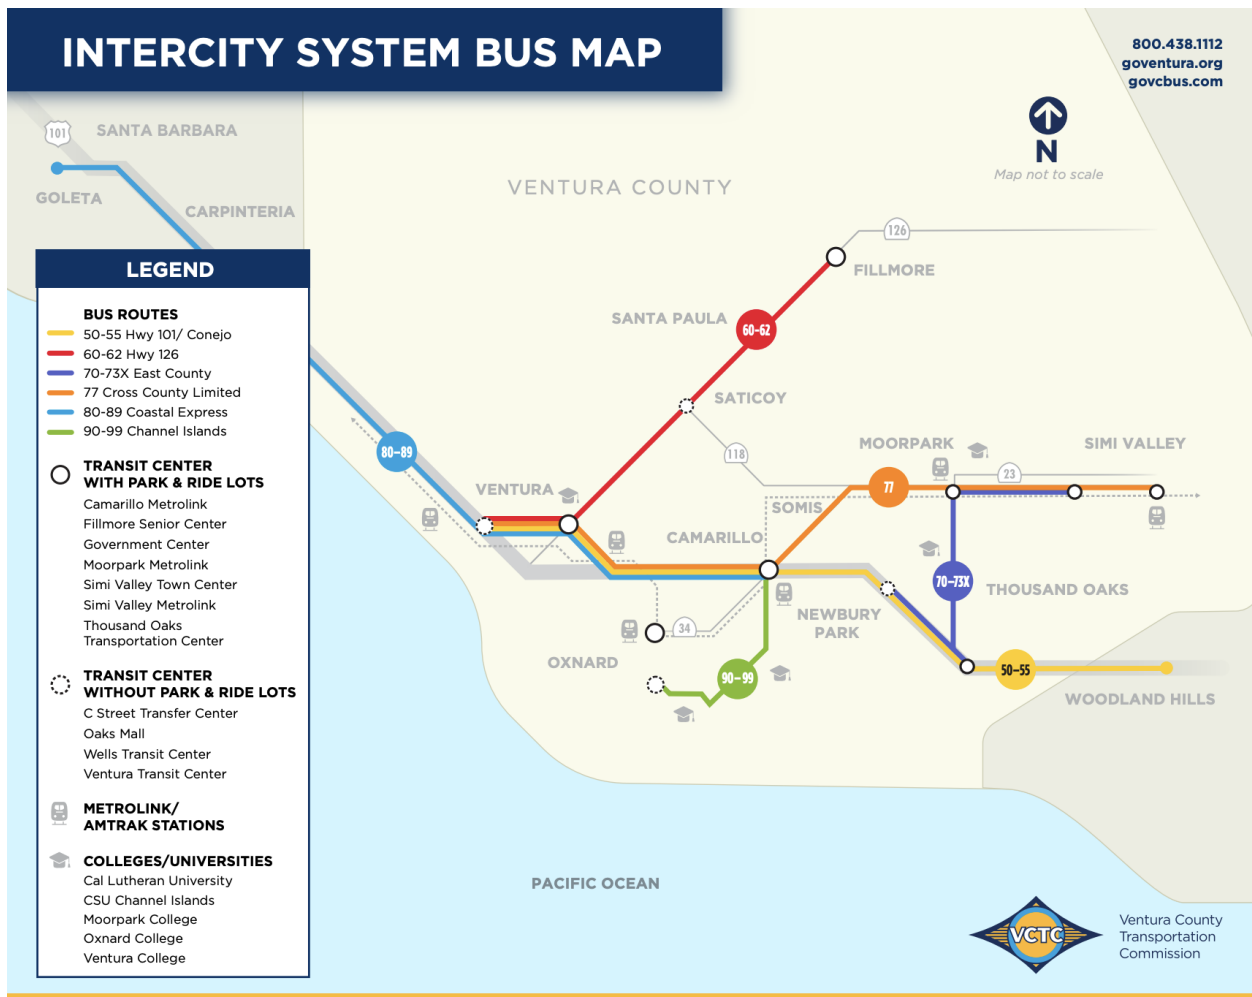 INTERCITY SYSTEM BUS MAP
800.438.1112
goventura.org
govcbus.com
N
Map not to scale
101
SANTA BARBARA
GOLETA
CARPINTERIA
VENTURA COUNTY
126
FILLMORE
SANTA PAULA
60-62
SATICOY
118
MOORPARK
SIMI VALLEY
23
77
80-89
VENTURA
SOMIS
CAMARILLO
70-73X
THOUSAND OAKS
NEWBURY
PARK
34
OXNARD
90-99
50-55
WOODLAND HILLS
PACIFIC OCEAN
LEGEND
BUS ROUTES
50-55 Hwy 101/ Conejo
60-62 Hwy 126
70-73X East County
77 Cross County Limited
80-89 Coastal Express
90-99 Channel Islands
TRANSIT CENTER
WITH PARK & RIDE LOTS
Camarillo Metrolink
Fillmore Senior Center
Government Center
Moorpark Metrolink
Simi Valley Town Center
Simi Valley Metrolink
Thousand Oaks
Transportation Center
TRANSIT CENTER
WITHOUT PARK & RIDE LOTS
C Street Transfer Center
Oaks Mall
Wells Transit Center
Ventura Transit Center
METROLINK/
AMTRAK STATIONS
COLLEGES/UNIVERSITIES
Cal Lutheran University
CSU Channel Islands
Moorpark College
Oxnard College
Ventura College
VCTC
Ventura County
Transportation
Commission